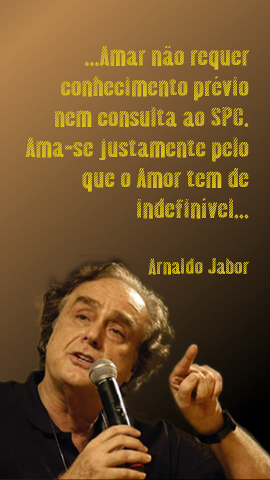 ...Amar não requer
conhecimento prévio
nem consulta ao SPC.
Ama-se justamente pelo
que o Amor tem de
indefinível...
Arnaldo Jabor